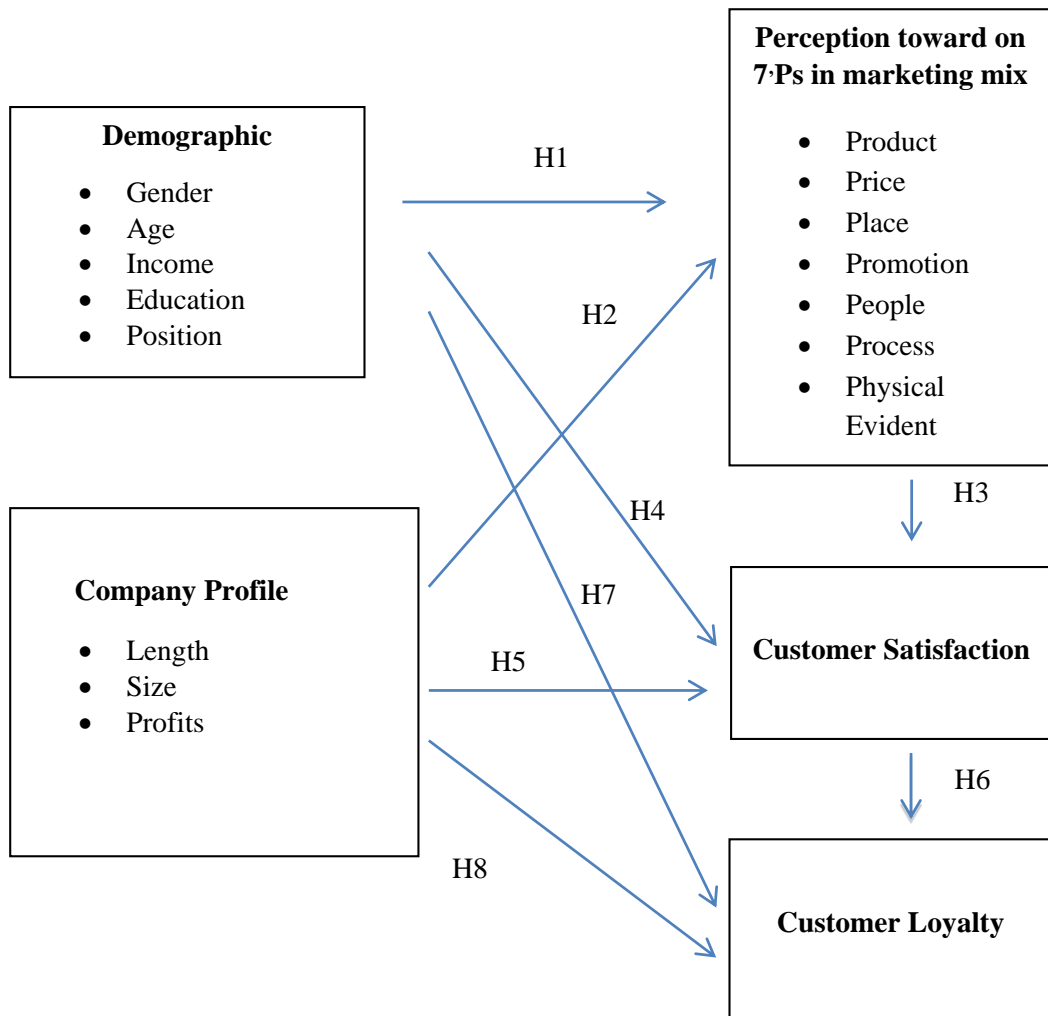 Demographic
• Gender
• Age
• Income
• Education
• Position
H1
Perception toward on
7,Ps in marketing mix
• Product
• Price
• Place
• Promotion
• People
• Process
• Physical
Evident
H2
H4
H3
Company Profile
• Length
• Size
• Profits
H7
H5
Customer Satisfaction
H6
H8
Customer Loyalty